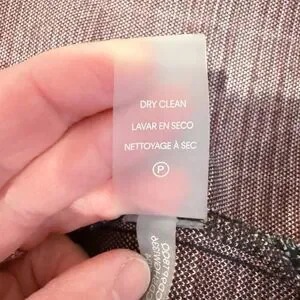 DRY CLEAN
LAVAR EN SECO
NETTOYAGE À SEC
P